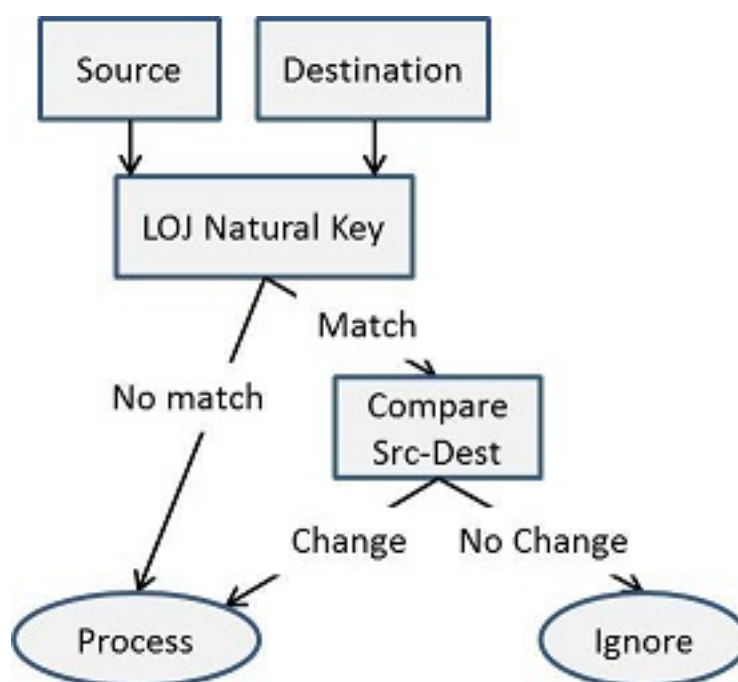 Source
Destination
LOJ Natural Key
Match
No match
Compare
Src-Dest
Change
No Change
Process
Ignore